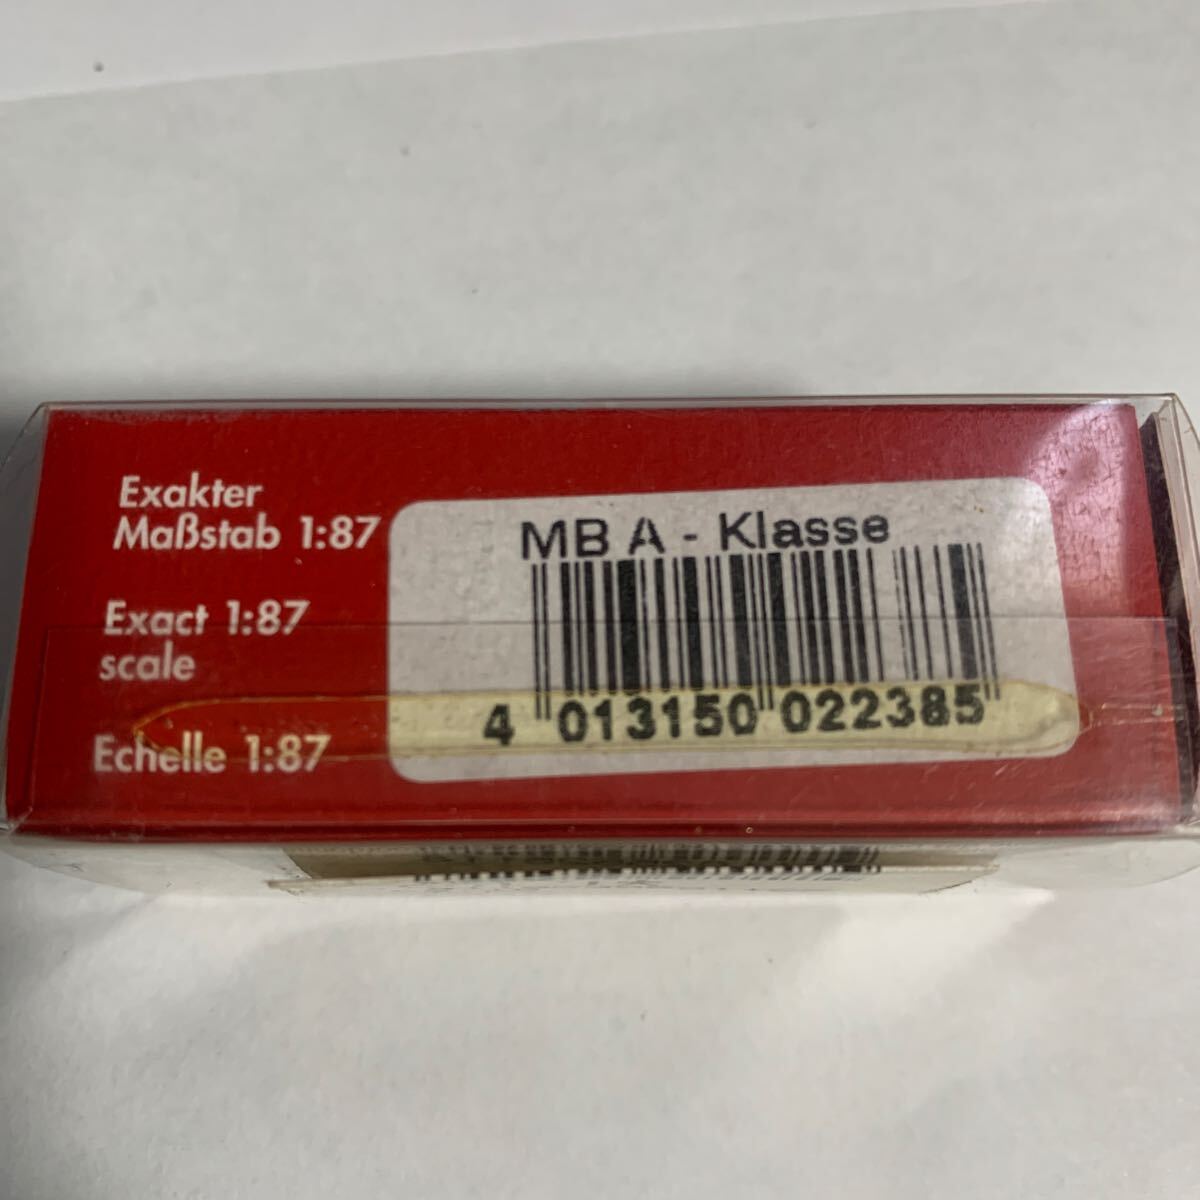 Exakter
Maßstab 1:87
Exact 1:87
scale
Echelle 1:87
MB A - Klasse
4 013150 022385